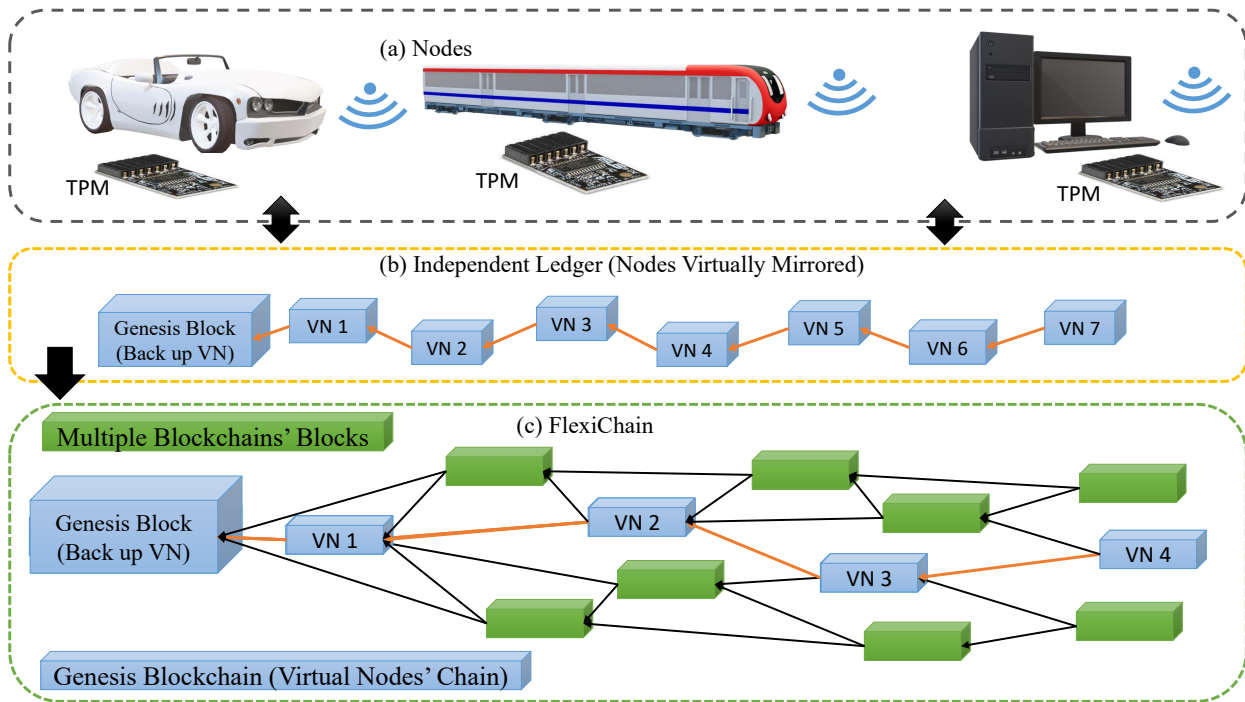 (a) Nodes
TPM
TPM
TPM
(b) Independent Ledger (Nodes Virtually Mirrored)
Genesis Block
(Back up VN)
VN 1
VN 2
VN 3
VN 4
VN 5
VN 6
VN 7
(c) FlexiChain
Multiple Blockchains’ Blocks
Genesis Block
(Back up VN)
VN 1
VN 2
VN 3
VN 4
Genesis Blockchain (Virtual Nodes’ Chain)